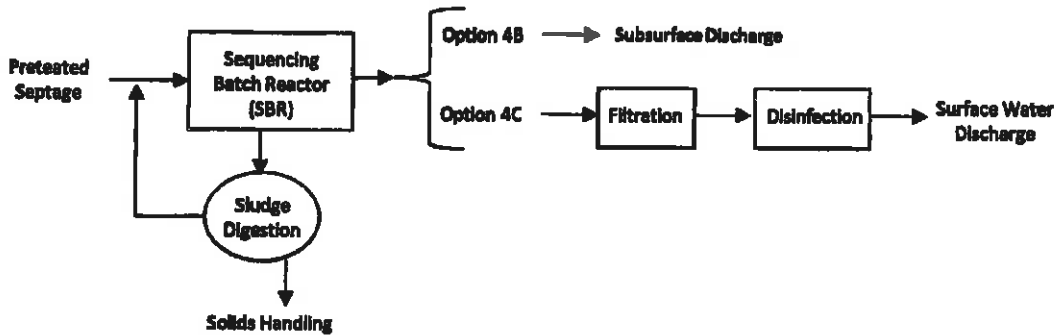 Preteated
Septage
Sequencing
Batch Reactor
(SBR)
Option 4B
Subsurface Discharge
Option 4C
Filtration
Disinfection
Surface Water
Discharge
Sludge
Digestion
Solids Handling